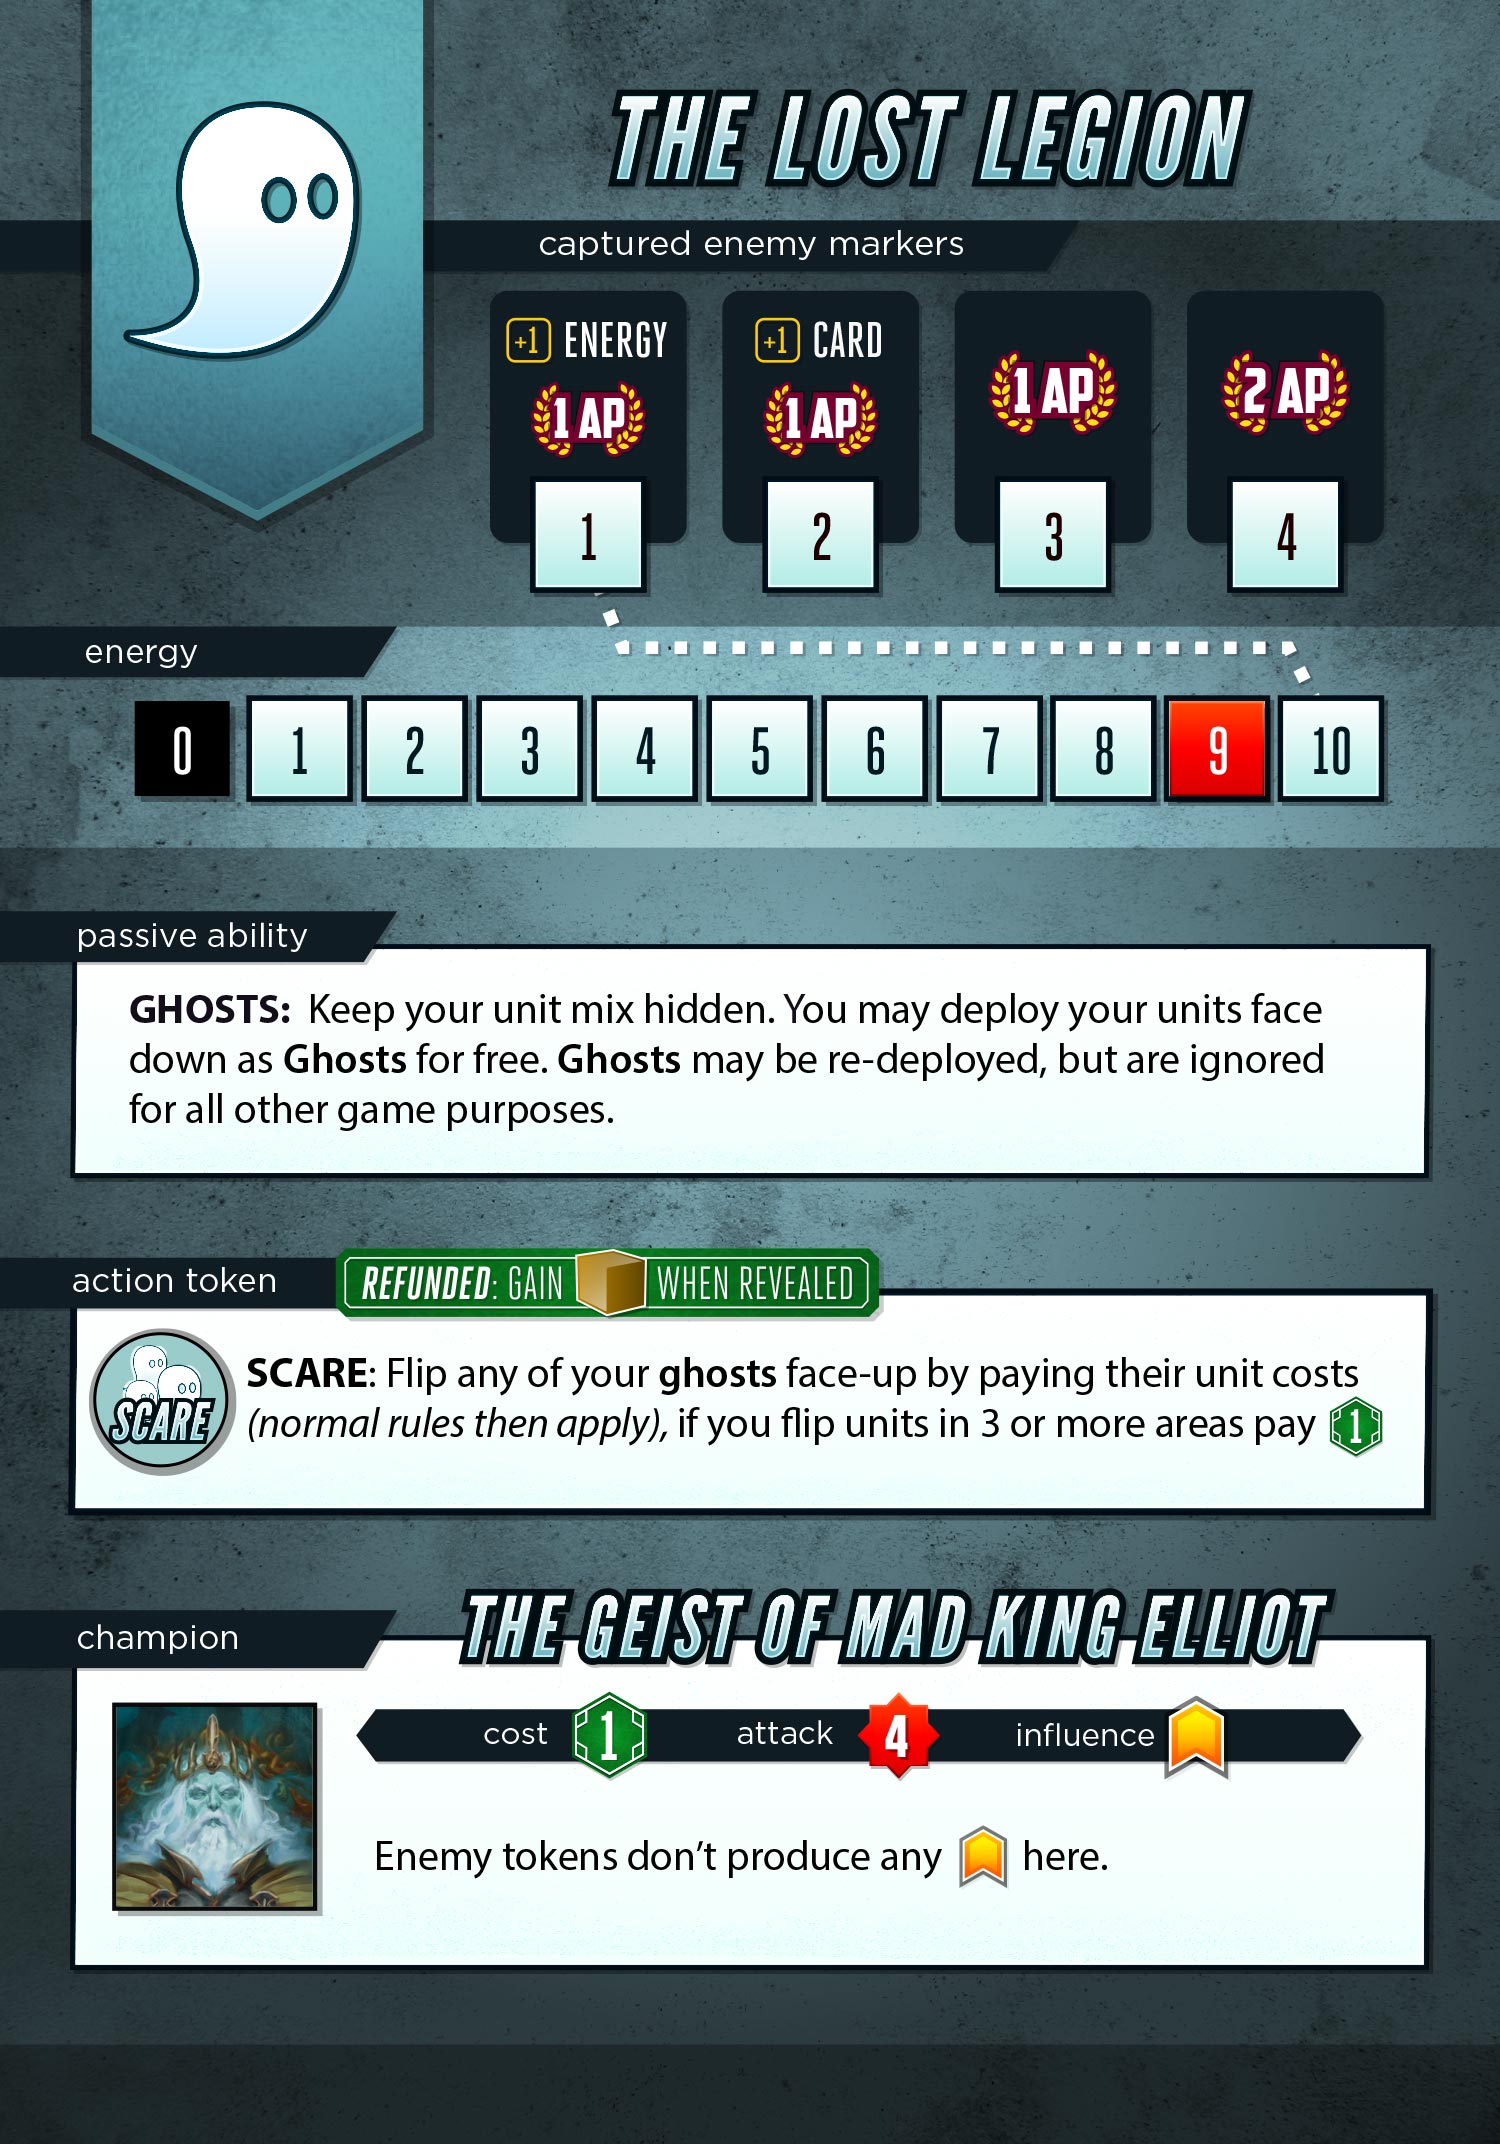 THE LOST LEGION
captured enemy markers
+1 ENERGY
1 AP
1
+1 CARD
1 AP
2
1 AP
3
2 AP
4
energy
0 1 2 3 4 5 6 7 8 9 10
passive ability
GHOSTS: Keep your unit mix hidden. You may deploy your units face
down as Ghosts for free. Ghosts may be re-deployed, but are ignored
for all other game purposes.
action token
REFUNDED: GAIN WHEN REVEALED
SCARE
SCARE: Flip any of your ghosts face-up by paying their unit costs
(normal rules then apply), if you flip units in 3 or more areas pay 1
THE GEIST OF MAD KING ELLIOT
champion
cost 1 attack 4 influence
Enemy tokens don't produce any here.